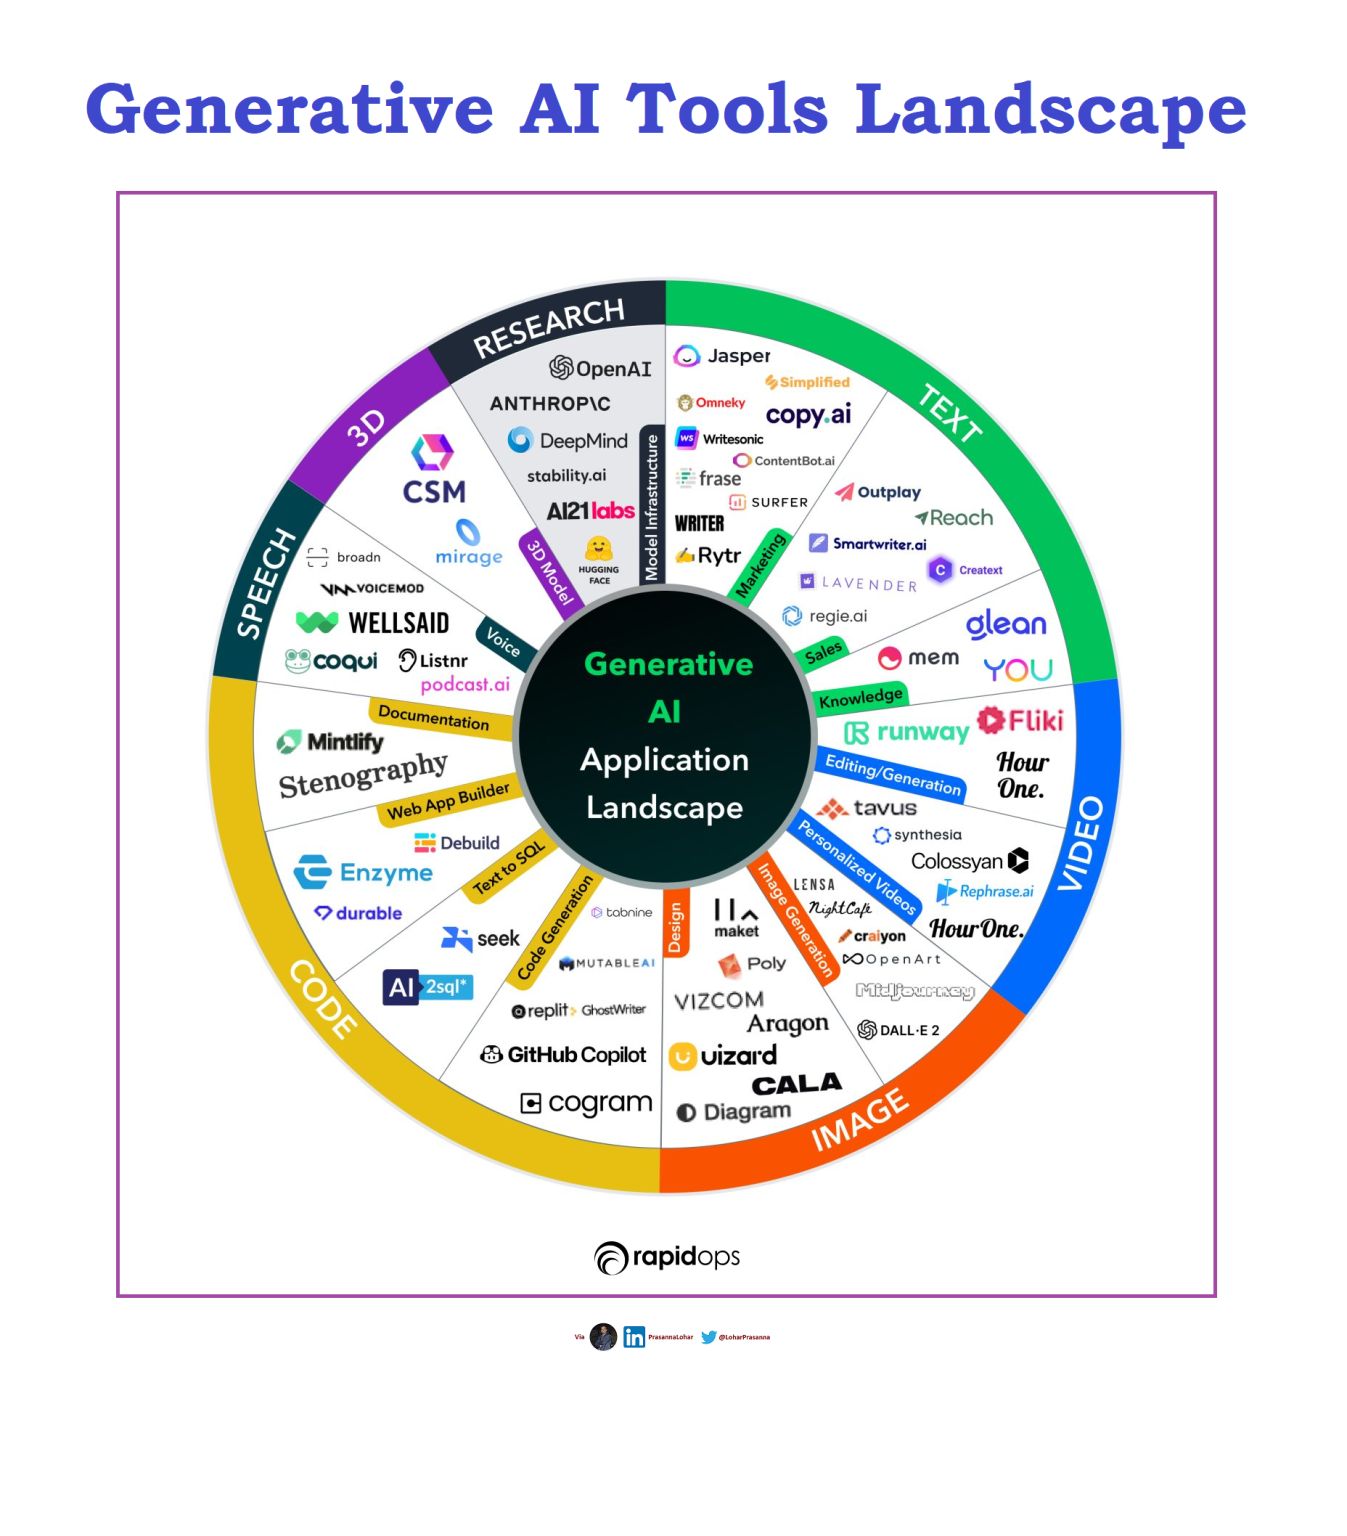 Generative AI Tools Landscape
RESEARCH
OpenAI
ANTHROP\C
DeepMind
stability.ai
AI21labs
HUGGING
FACE
Model Infrastructure
TEXT
Jasper
Simplified
Omneky
copy.ai
WS Writesonic
ContentBot.ai
frase
SURFER
WRITER
Rytr
Marketing
Outplay
Reach
Smartwriter.ai
C Creatext
LAVENDER
regie.ai
Sales
glean
mem
YOU
Knowledge
VIDEO
runway
Fliki
Hour
One.
Editing/Generation
tavus
synthesia
Colossyan
Rephrase.ai
HourOne.
Personalized Videos
IMAGE
LENSA
NightCafé
craiyon
OpenArt
Midjourney
DALL·E 2
Image Generation
maket
Poly
VIZCOM
Aragon
uizard
CALA
Diagram
Design
CODE
tabnine
MUTABLEAI
replit GhostWriter
GitHub Copilot
cogram
Code Generation
seek
AI 2sql*
Text to SQL
Debuild
Enzyme
durable
Web App Builder
Mintlify
Stenography
Documentation
SPEECH
broadn
VOICEMOD
WELLSAID
coqui
Listnr
podcast.ai
Voice
3D
CSM
mirage
3D Model
Generative
AI
Application
Landscape
rapidops
Via in PrasannaLohar @LoharPrasanna